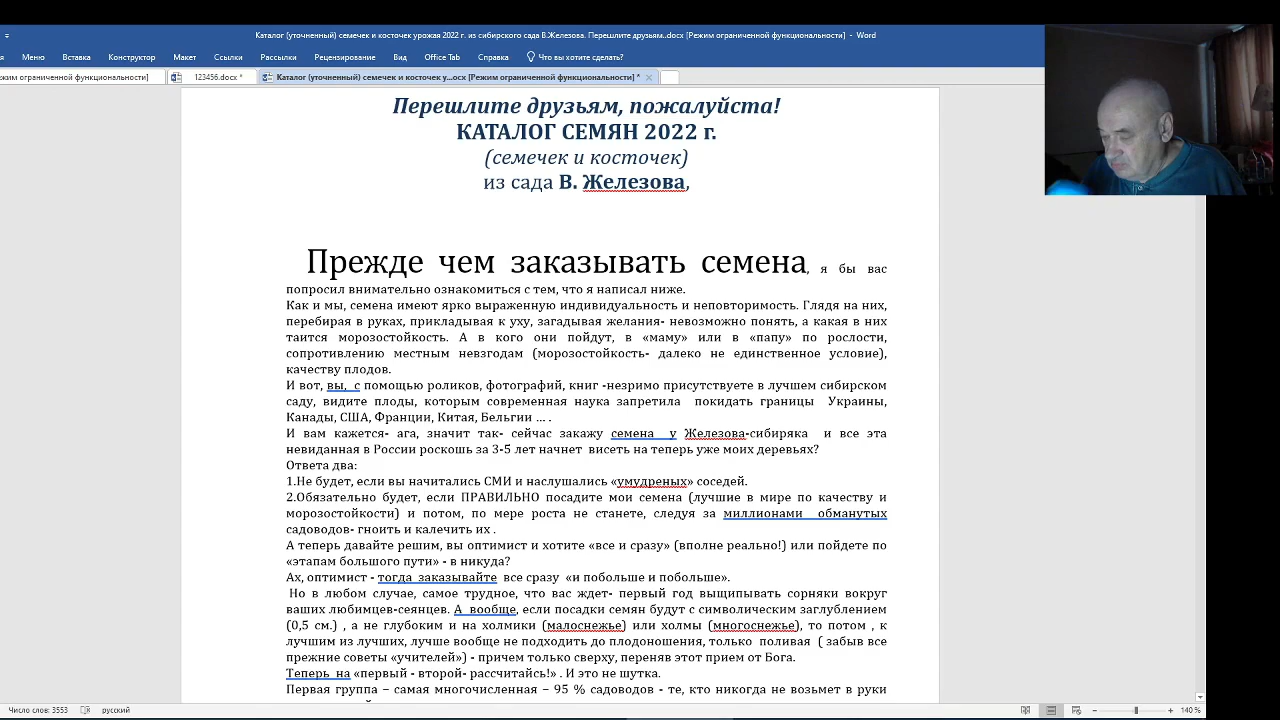 Каталог (уточненный) семечек и косточек урожая 2022 г. из сибирского сада В.Железова. Перешлите друзьям..docx [Режим ограниченной функциональности] - Word
Меню Вставка Конструктор Макет Ссылки Рассылки Рецензирование Вид Office Tab Справка Что вы хотите сделать?
ежим ограниченной функциональности] 123456.docx * Каталог (уточненный) семечек и косточек у...ocx [Режим ограниченной функциональности] *
Перешлите друзьям, пожалуйста!
КАТАЛОГ СЕМЯН 2022 г.
(семечек и косточек)
из сада В. Железова,
Прежде чем заказывать семена, я бы вас
попросил внимательно ознакомиться с тем, что я написал ниже.
Как и мы, семена имеют ярко выраженную индивидуальность и неповторимость. Глядя на них,
перебирая в руках, прикладывая к уху, загадывая желания- невозможно понять, а какая в них
таится морозостойкость. А в кого они пойдут, в «маму» или в «папу» по рослости,
сопротивлению местным невзгодам (морозостойкость- далеко не единственное условие),
качеству плодов.
И вот, вы, с помощью роликов, фотографий, книг -незримо присутствуете в лучшем сибирском
саду, видите плоды, которым современная наука запретила покидать границы Украины,
Канады, США, Франции, Китая, Бельгии ... .
И вам кажется- ага, значит так- сейчас закажу семена у Железова-сибиряка и все эта
невиданная в России роскошь за 3-5 лет начнет висеть на теперь уже моих деревьях?
Ответа два:
1.Не будет, если вы начитались СМИ и наслушались «умудреных» соседей.
2.Обязательно будет, если ПРАВИЛЬНО посадите мои семена (лучшие в мире по качеству и
морозостойкости) и потом, по мере роста не станете, следуя за миллионами обманутых
садоводов- гноить и калечить их .
А теперь давайте решим, вы оптимист и хотите «все и сразу» (вполне реально!) или пойдете по
«этапам большого пути» - в никуда?
Ах, оптимист - тогда заказывайте все сразу «и побольше и побольше».
Но в любом случае, самое трудное, что вас ждет- первый год выщипывать сорняки вокруг
ваших любимцев-сеянцев. А вообще, если посадки семян будут с символическим заглублением
(0,5 см.) , а не глубоким и на холмики (малоснежье) или холмы (многоснежье), то потом , к
лучшим из лучших, лучше вообще не подходить до плодоношения, только поливая ( забыв все
прежние советы «учителей») - причем только сверху, переняв этот прием от Бога.
Теперь на «первый - второй- рассчитайсь!» . И это не шутка.
Первая группа – самая многочисленная – 95 % садоводов - те, кто никогда не возьмет в руки
Число слов: 3553 русский 140 %